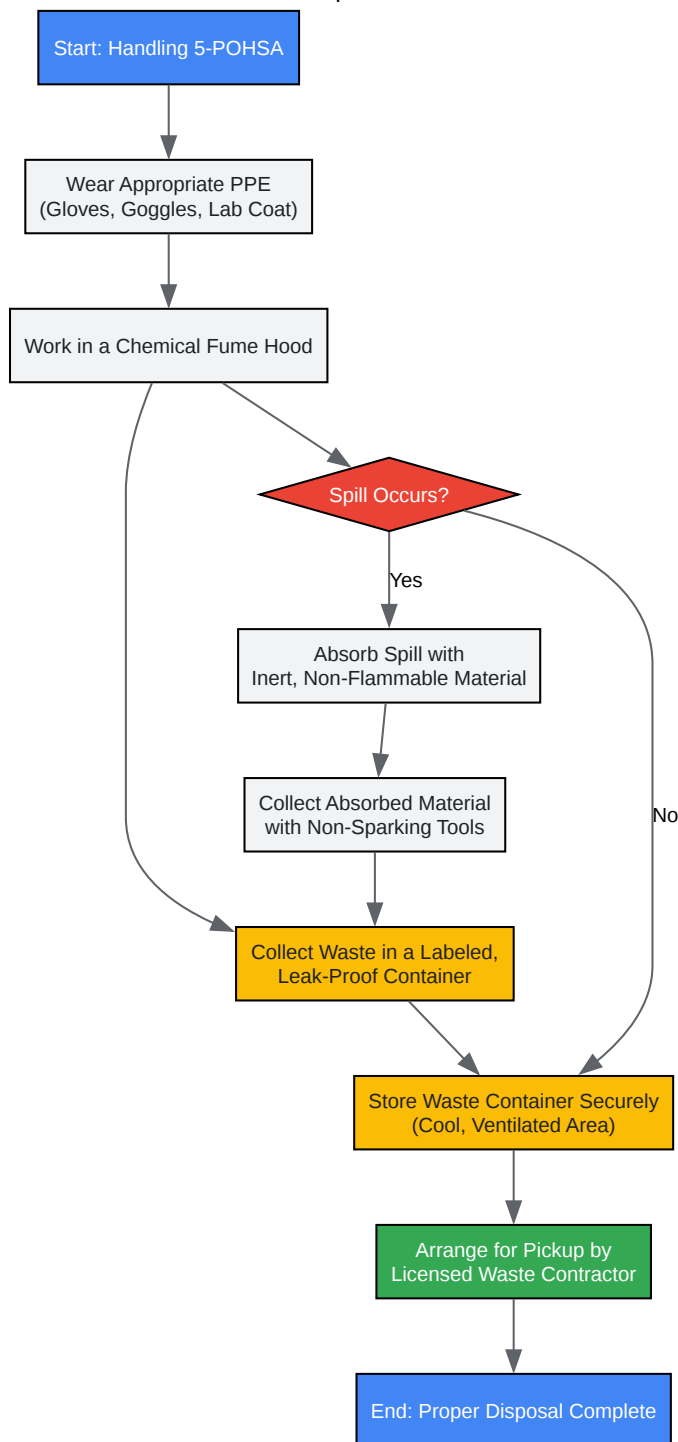 Start: Handling 5-POHSA
Wear Appropriate PPE
(Gloves, Goggles, Lab Coat)
Work in a Chemical Fume Hood
Spill Occurs?
Yes
Absorb Spill with
Inert, Non-Flammable Material
Collect Absorbed Material
with Non-Sparking Tools
No
Collect Waste in a Labeled,
Leak-Proof Container
Store Waste Container Securely
(Cool, Ventilated Area)
Arrange for Pickup by
Licensed Waste Contractor
End: Proper Disposal Complete